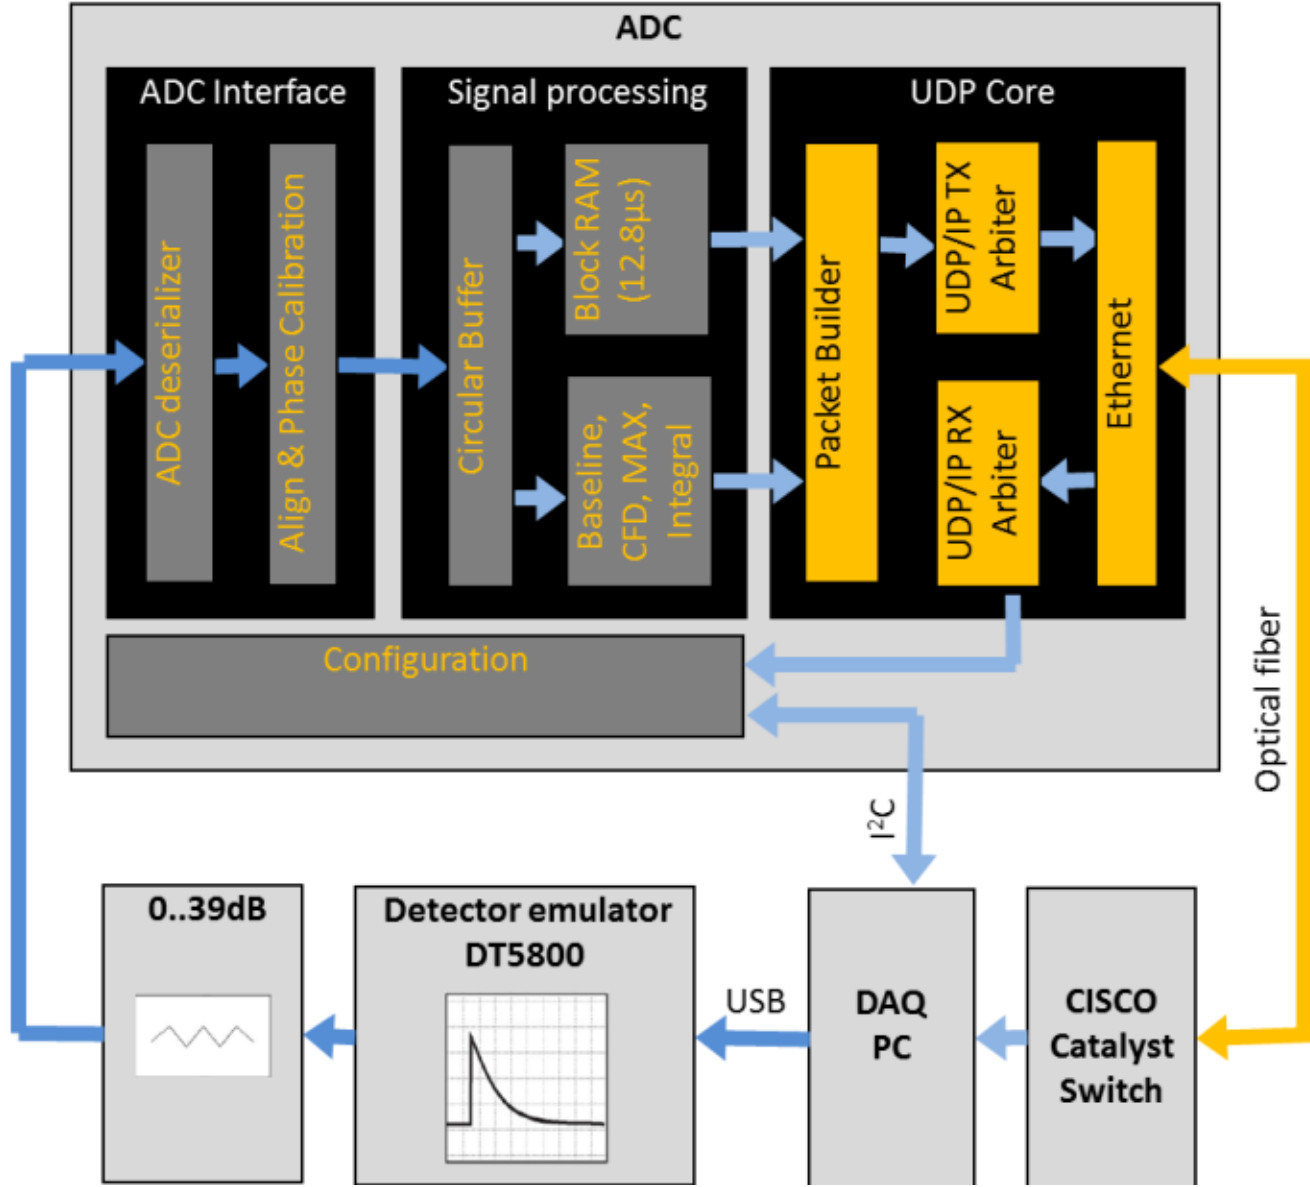 ADC
ADC Interface
Signal processing
UDP Core
ADC deserializer
Align & Phase Calibration
Circular Buffer
Block RAM
(12.8µs)
Baseline,
CFD, MAX,
Integral
Packet Builder
UDP/IP TX
Arbiter
UDP/IP RX
Arbiter
Ethernet
Configuration
Optical fiber
I²C
0..39dB
Detector emulator
DT5800
USB
DAQ
PC
CISCO
Catalyst
Switch